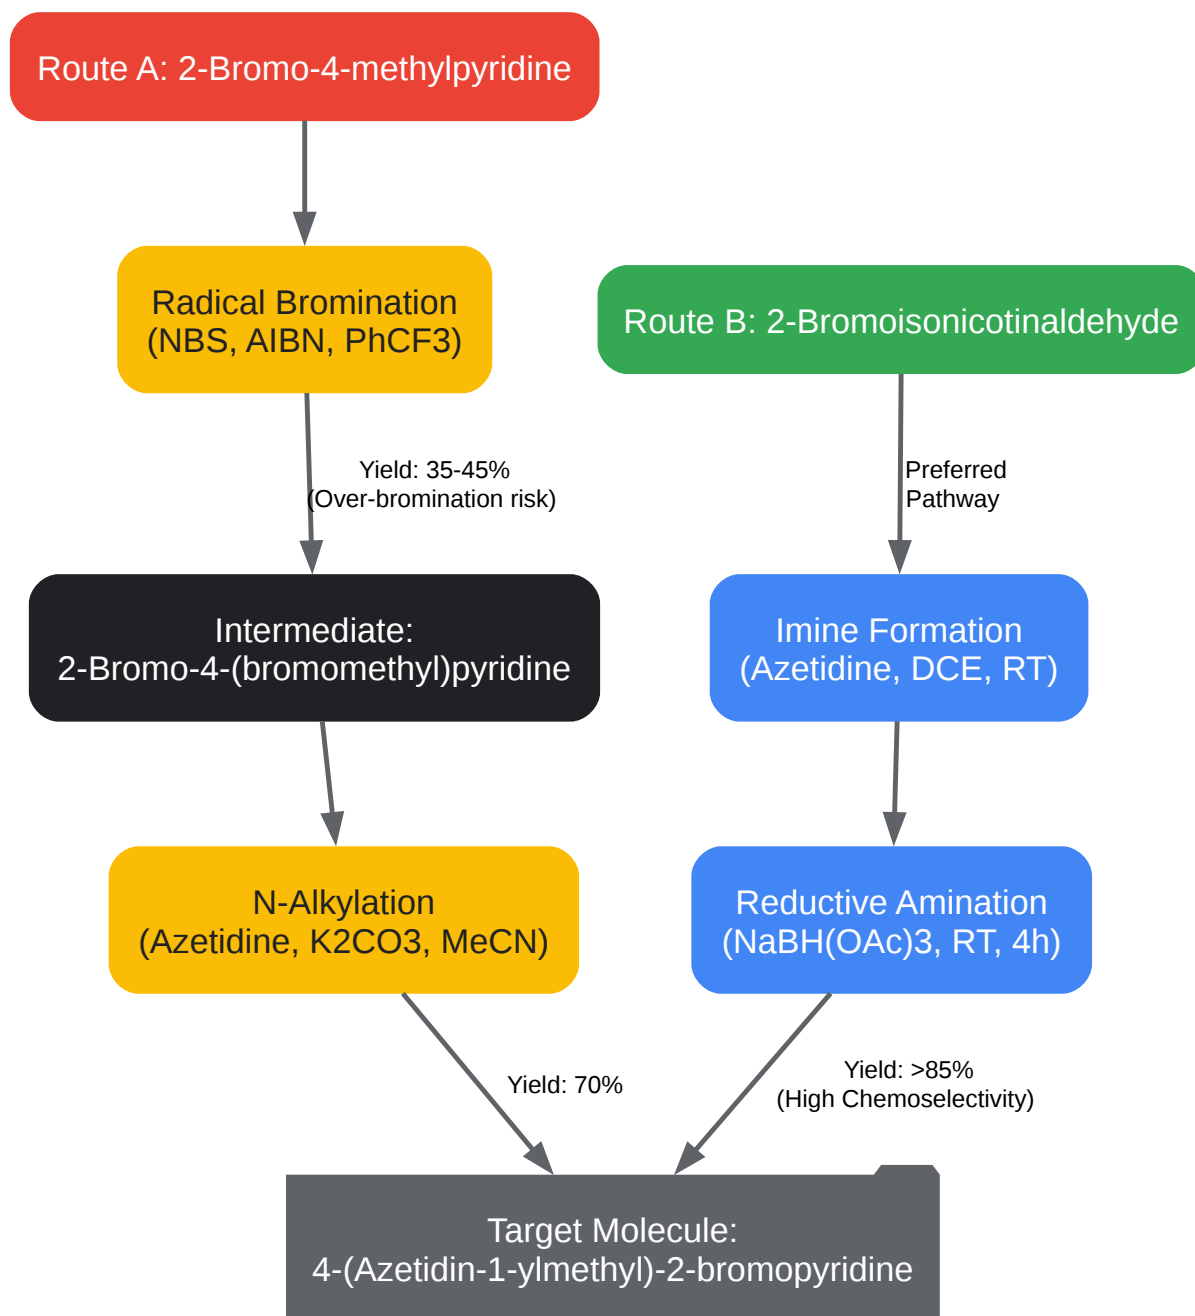 Route A: 2-Bromo-4-methylpyridine
Radical Bromination
(NBS, AIBN, PhCF3)
Route B: 2-Bromoisonicotinaldehyde
Yield: 35-45%
(Over-bromination risk)
Preferred
Pathway
Intermediate:
2-Bromo-4-(bromomethyl)pyridine
Imine Formation
(Azetidine, DCE, RT)
N-Alkylation
(Azetidine, K2CO3, MeCN)
Reductive Amination
(NaBH(OAc)3, RT, 4h)
Yield: 70%
Yield: >85%
(High Chemoselectivity)
Target Molecule:
4-(Azetidin-1-ylmethyl)-2-bromopyridine